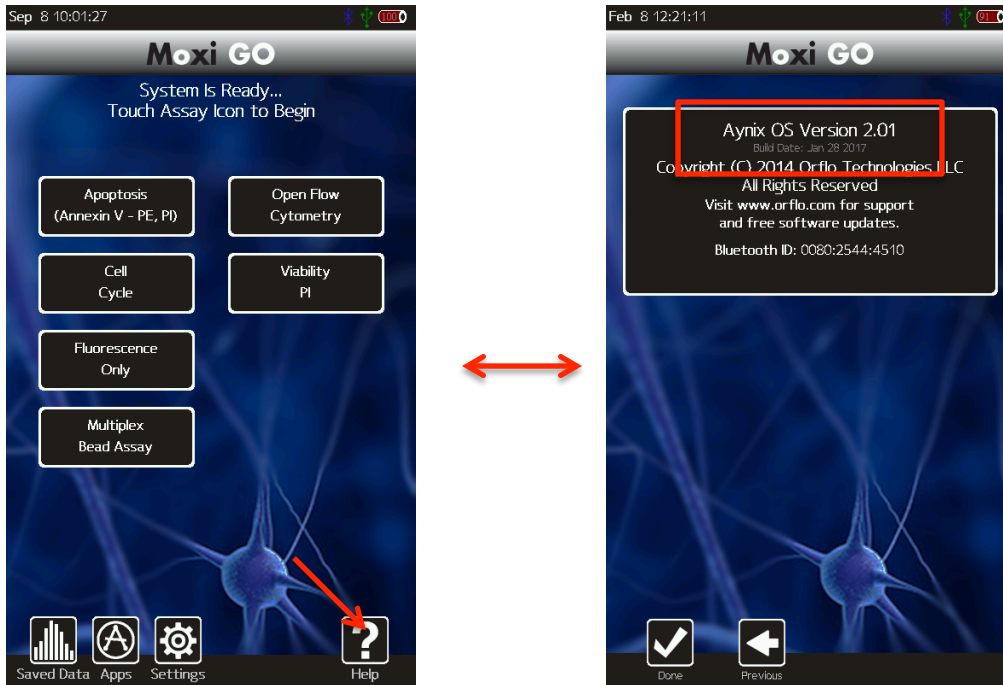 Sep 8 10:01:27
100
Moxi GO
System Is Ready...
Touch Assay Icon to Begin
Apoptosis
(Annexin V - PE, PI)
Open Flow
Cytometry
Cell
Cycle
Viability
PI
Fluorescence
Only
Multiplex
Bead Assay
Saved Data
Apps
Settings
?
Help
Feb 8 12:21:11
91
Moxi GO
Aynix OS Version 2.01
Build Date: Jan 28 2017
Copyright (C) 2014 Orflo Technologies LLC
All Rights Reserved
Visit www.orflo.com for support
and free software updates.
Bluetooth ID: 0080:2544:4510
Done
Previous